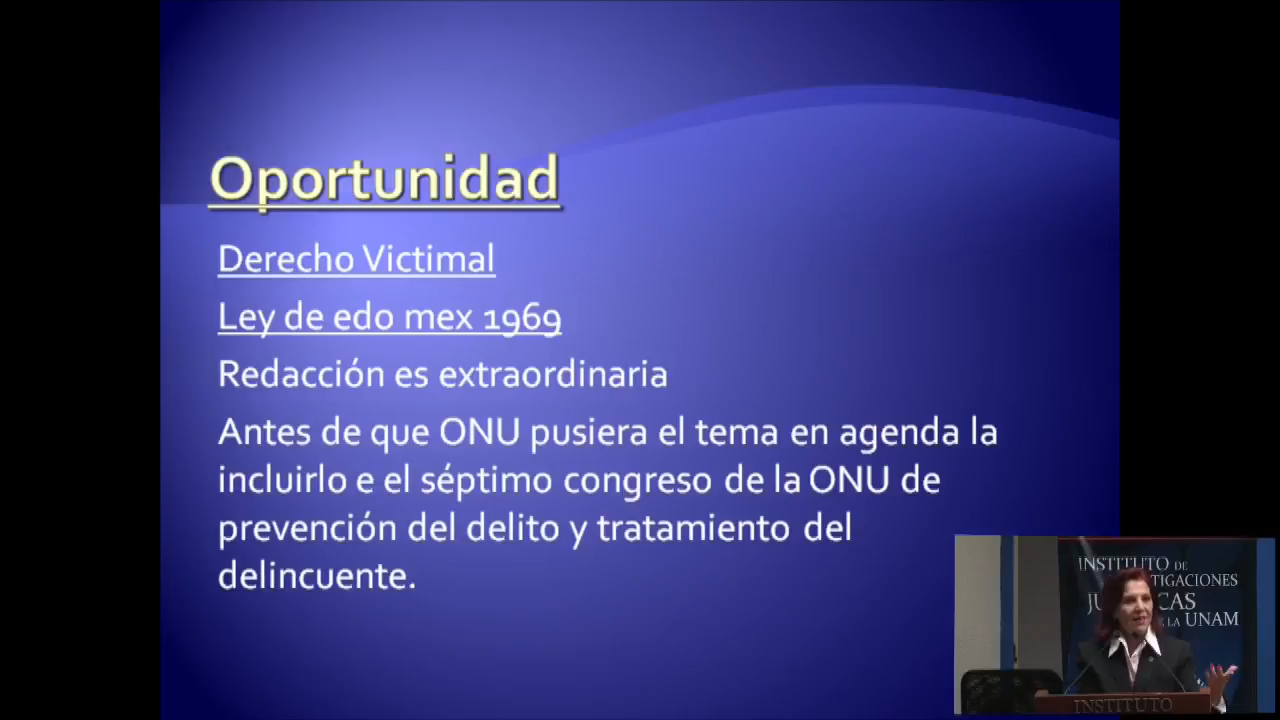 Oportunidad
Derecho Victimal
Ley de edo mex 1969
Redacción es extraordinaria
Antes de que ONU pusiera el tema en agenda la
incluirlo e el séptimo congreso de la ONU de
prevención del delito y tratamiento del
delincuente.
INSTITUTO DE
LA UNAM
INSTITUTO